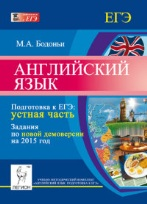 ЕГЭ
ЕГЭ
М.А. Бодоньи
АНГЛИЙСКИЙ
ЯЗЫК
Подготовка к ЕГЭ:
устная часть
Задания
по новой демоверсии
на 2015 год
ЛЕГИОН